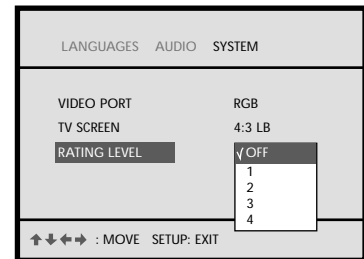 LANGUAGES AUDIO SYSTEM
VIDEO PORT RGB
TV SCREEN 4:3 LB
RATING LEVEL √ OFF
1
2
3
4
: MOVE SETUP: EXIT